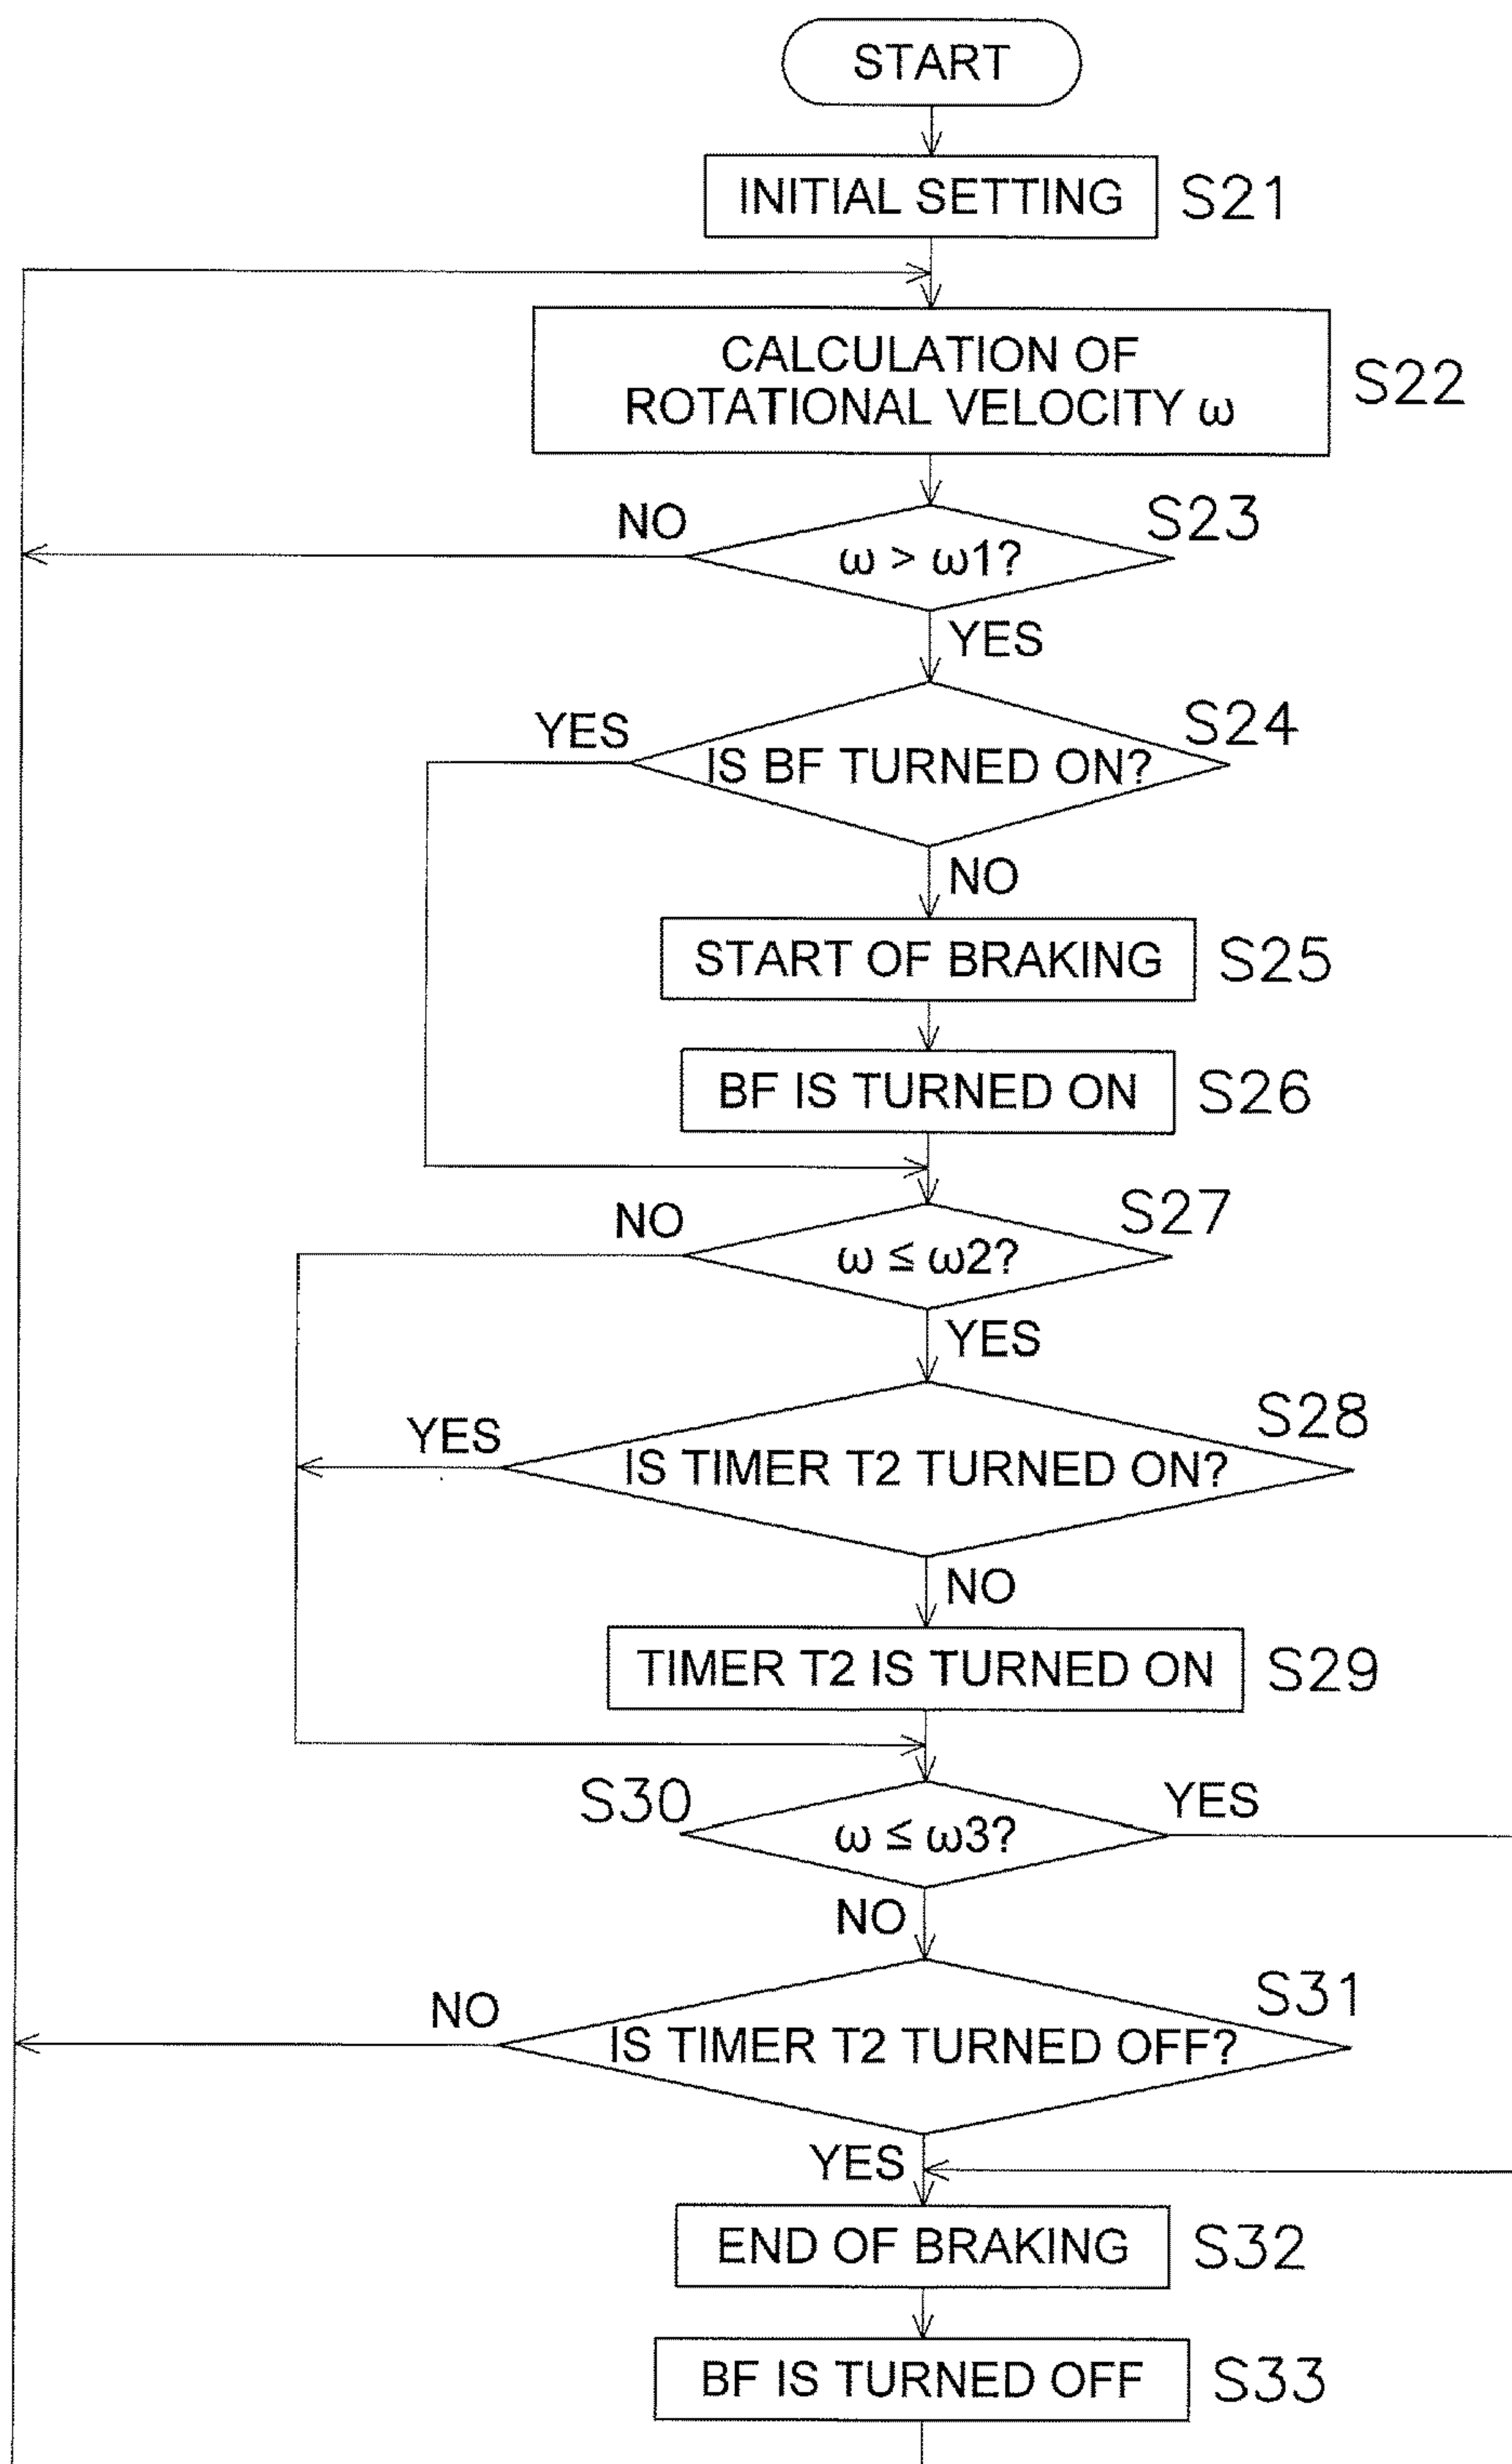 START
INITIAL SETTING S21
CALCULATION OF
ROTATIONAL VELOCITY ω
S22
S23
NO
ω > ω1?
YES
S24
YES
IS BF TURNED ON?
NO
START OF BRAKING S25
BF IS TURNED ON S26
S27
NO
ω ≤ ω2?
YES
S28
YES
IS TIMER T2 TURNED ON?
NO
TIMER T2 IS TURNED ON S29
S30
YES
ω ≤ ω3?
NO
S31
NO
IS TIMER T2 TURNED OFF?
YES
END OF BRAKING S32
BF IS TURNED OFF S33